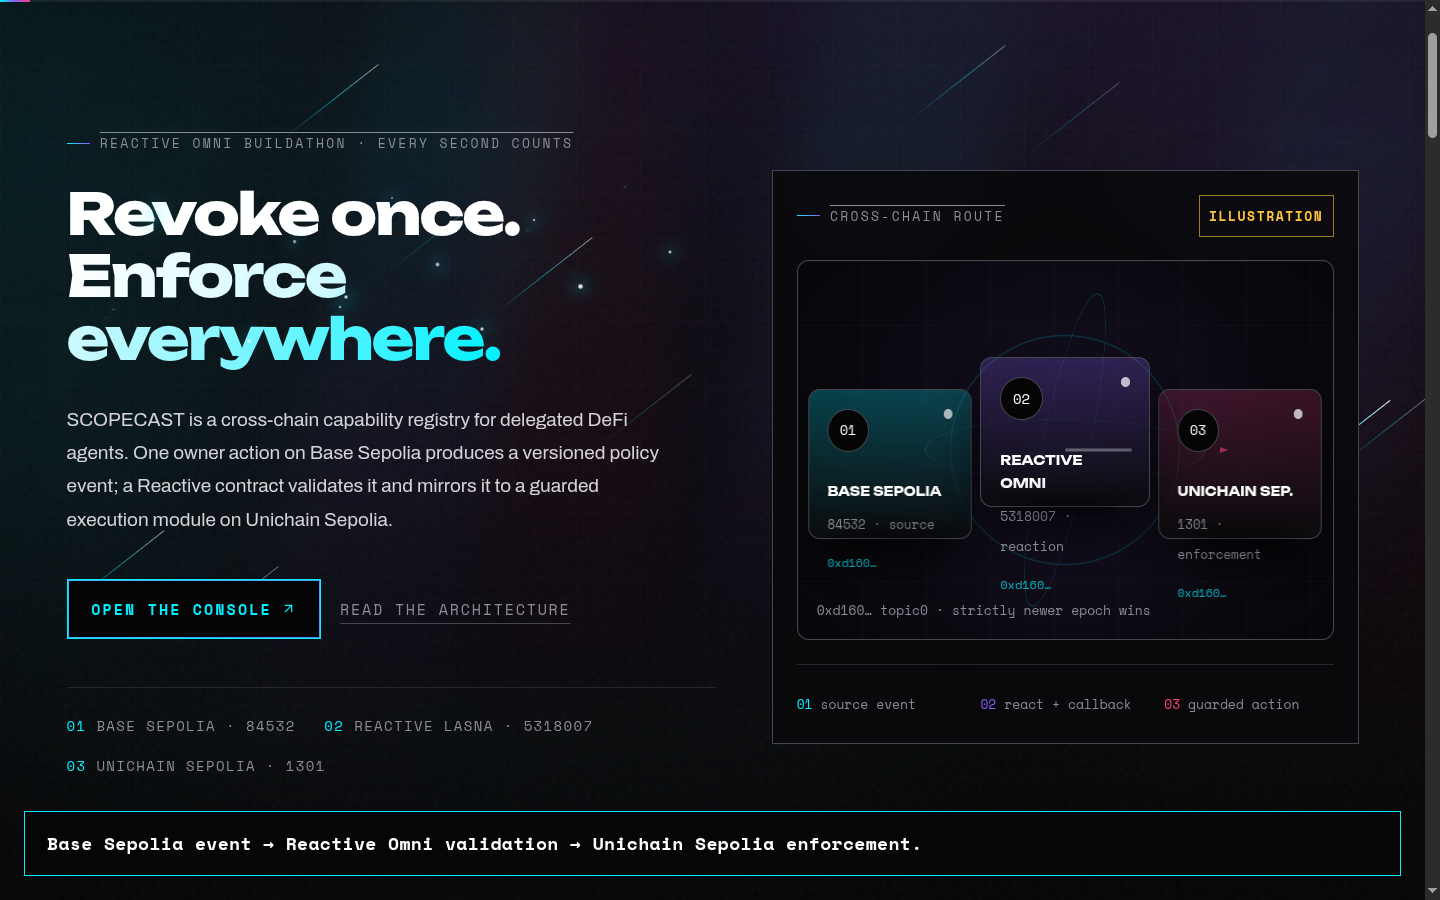 REACTIVE OMNI BUILDATHON · EVERY SECOND COUNTS
Revoke once.
Enforce
everywhere.
SCOPECAST is a cross-chain capability registry for delegated DeFi
agents. One owner action on Base Sepolia produces a versioned policy
event; a Reactive contract validates it and mirrors it to a guarded
execution module on Unichain Sepolia.
OPEN THE CONSOLE ↗
READ THE ARCHITECTURE
01 BASE SEPOLIA · 84532
02 REACTIVE LASNA · 5318007
03 UNICHAIN SEPOLIA · 1301
CROSS-CHAIN ROUTE
ILLUSTRATION
01
BASE SEPOLIA
84532 · source
0xd160…
02
REACTIVE
OMNI
5318007 ·
reaction
0xd160…
03
UNICHAIN SEP.
1301 ·
enforcement
0xd160…
0xd160… topic0 · strictly newer epoch wins
01 source event
02 react + callback
03 guarded action
Base Sepolia event → Reactive Omni validation → Unichain Sepolia enforcement.